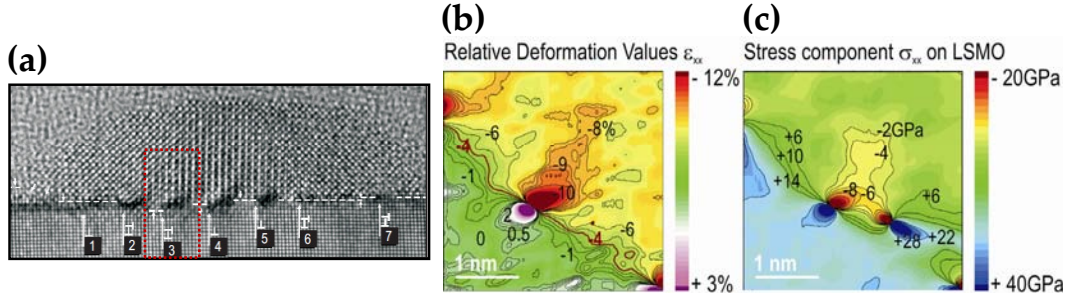 (a)
1 2 3 4 5 6 7
(b)
Relative Deformation Values εxx
-12%
-6
-8%
-4
-9
-1
10
2
0.5
-6
0
-4
-1
1 nm
+3%
(c)
Stress component σxx on LSMO
-20GPa
-2GPa
+6
-4
+10
+14
-8 -6
+6
+22
+28
1 nm
+40GPa